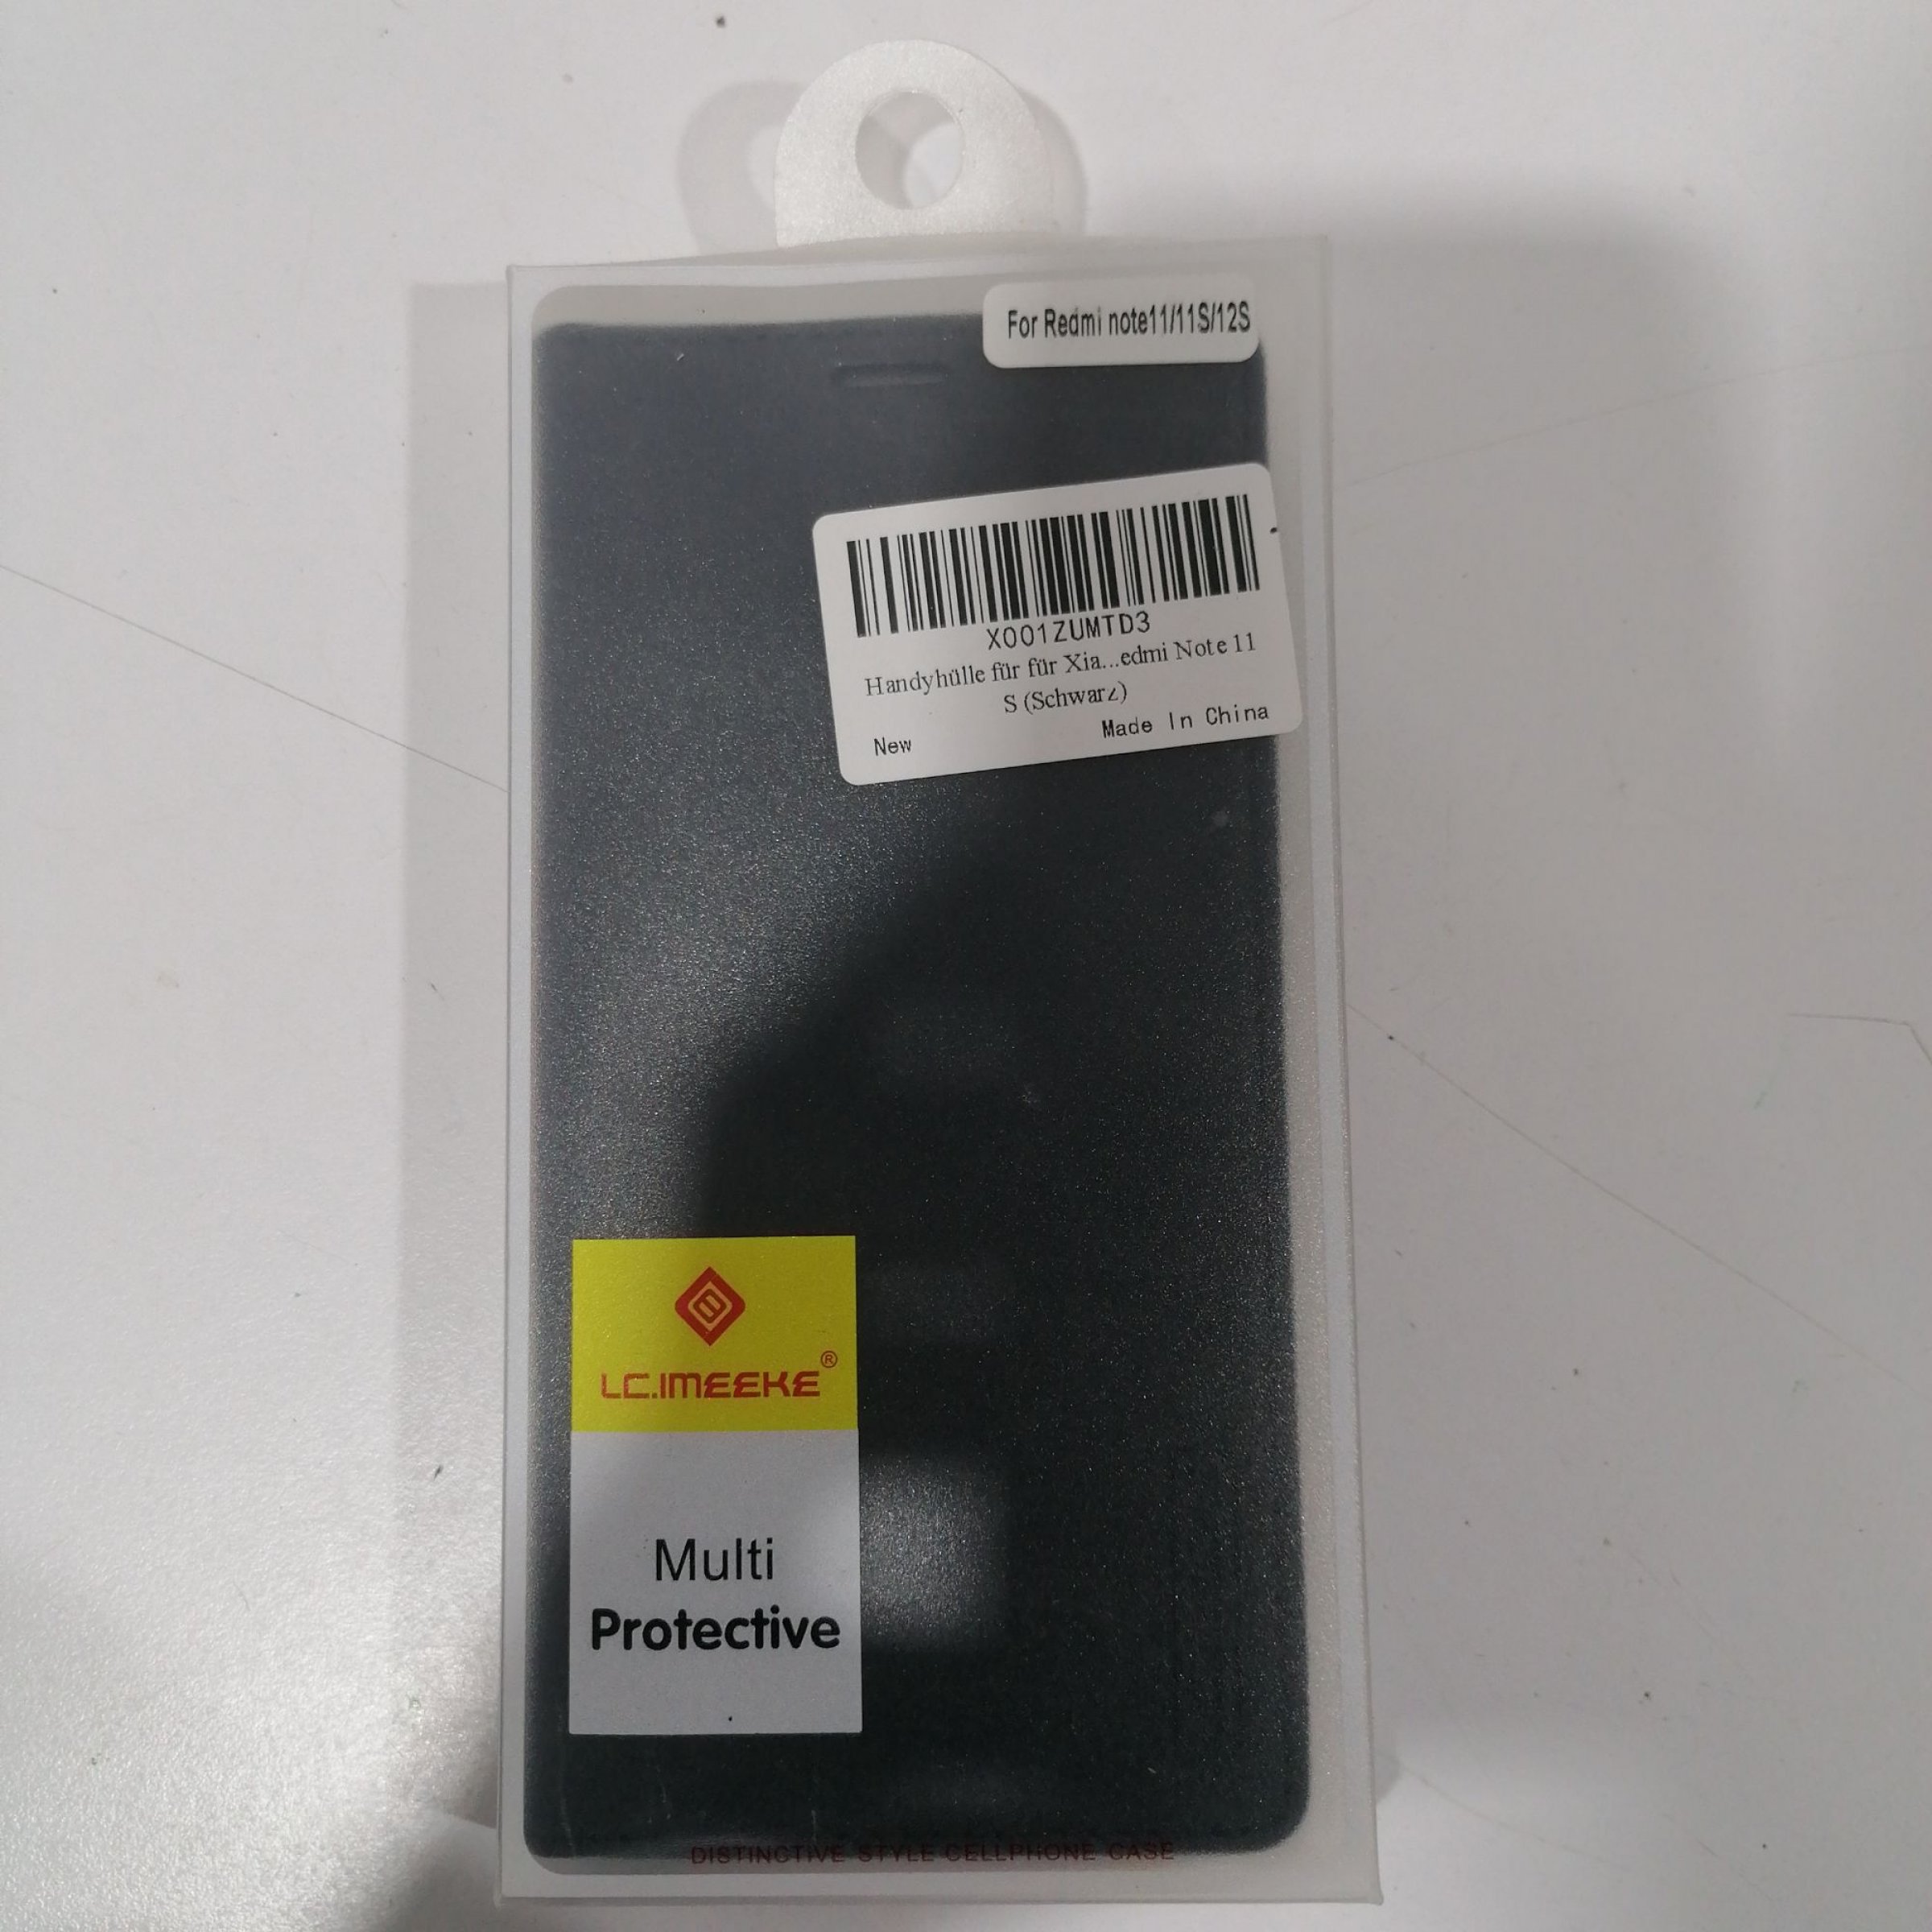 For Redmi note11/11S/12S
X001ZUMTD3
Handyhülle für für Xia...edmi Note 11
S (Schwarz)
New Made In China
LC.IMEEKE®
Multi
Protective
DISTINCTIVE STYLE CELLPHONE CASE